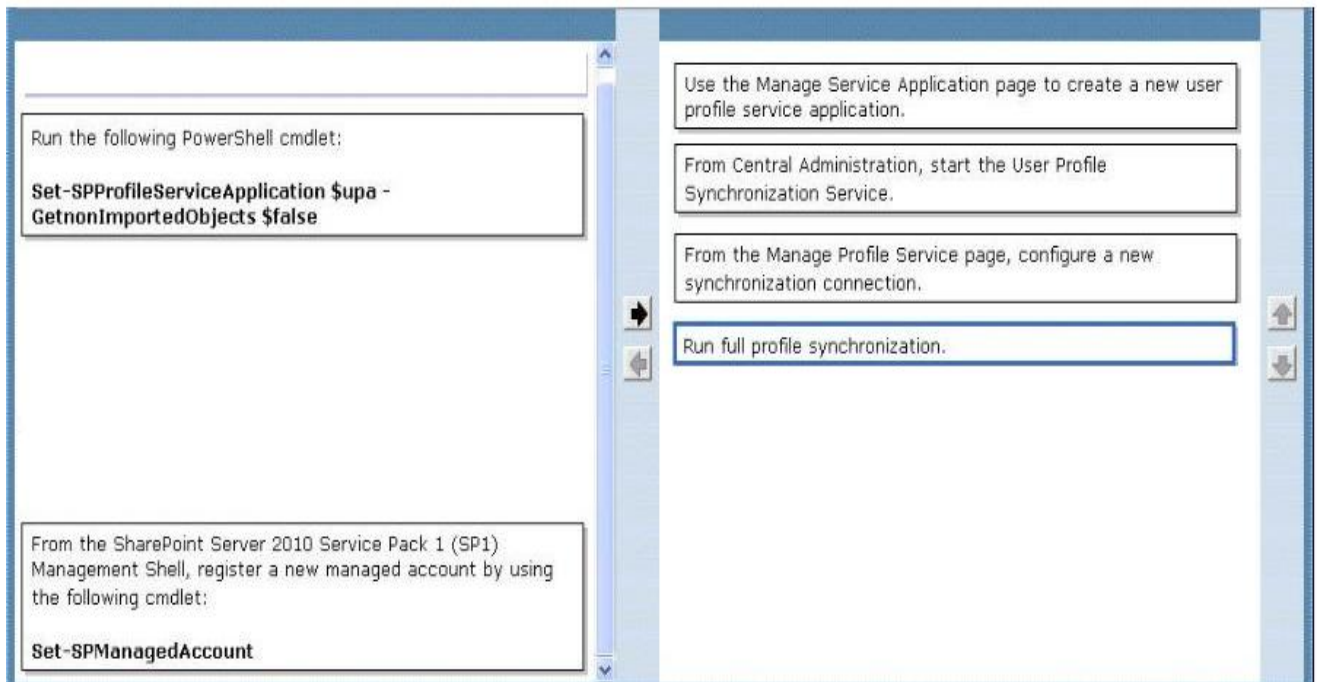 Run the following PowerShell cmdlet:
Set-SPProfileServiceApplication $upa -
GetnonImportedObjects $false
From the SharePoint Server 2010 Service Pack 1 (SP1)
Management Shell, register a new managed account by using
the following cmdlet:
Set-SPManagedAccount
Use the Manage Service Application page to create a new user
profile service application.
From Central Administration, start the User Profile
Synchronization Service.
From the Manage Profile Service page, configure a new
synchronization connection.
Run full profile synchronization.